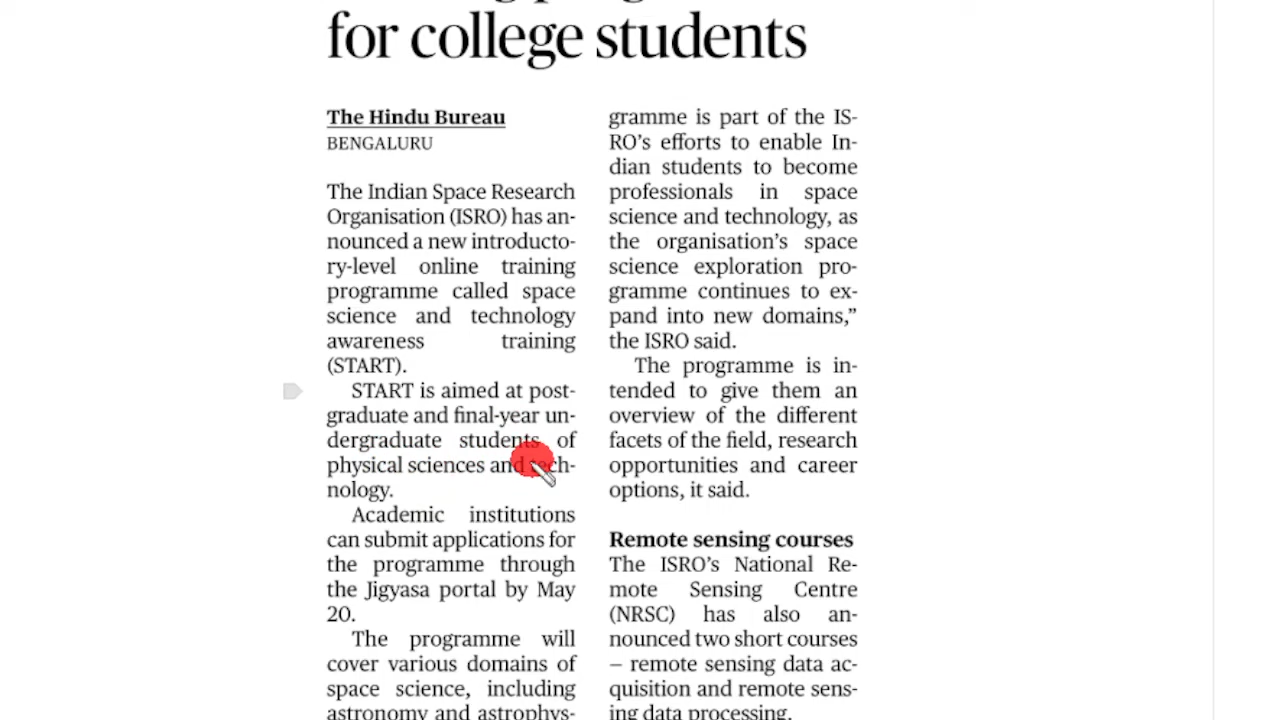 for college students
The Hindu Bureau
BENGALURU
The Indian Space Research
Organisation (ISRO) has an-
nounced a new introducto-
ry-level online training
programme called space
science and technology
awareness training
(START).
START is aimed at post-
graduate and final-year un-
dergraduate students of
physical sciences and tech-
nology.
Academic institutions
can submit applications for
the programme through
the Jigyasa portal by May
20.
The programme will
cover various domains of
space science, including
astronomy and astrophys-
gramme is part of the IS-
RO’s efforts to enable In-
dian students to become
professionals in space
science and technology, as
the organisation’s space
science exploration pro-
gramme continues to ex-
pand into new domains,”
the ISRO said.
The programme is in-
tended to give them an
overview of the different
facets of the field, research
opportunities and career
options, it said.
Remote sensing courses
The ISRO’s National Re-
mote Sensing Centre
(NRSC) has also an-
nounced two short courses
– remote sensing data ac-
quisition and remote sens-
ing data processing.